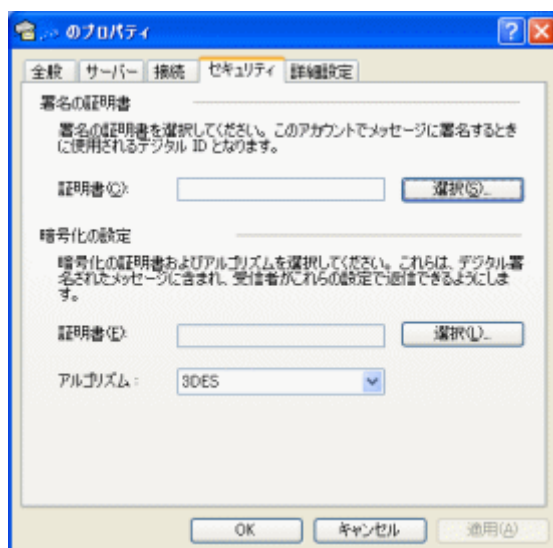 のプロパティ
全般 サーバー 接続 セキュリティ 詳細設定
署名の証明書
署名の証明書を選択してください。このアカウントでメッセージに署名するとき
に使用されるデジタル ID となります。
証明書(C): 選択(S)...
暗号化の設定
暗号化の証明書およびアルゴリズムを選択してください。これらは、デジタル署
名されたメッセージに含まれ、受信者がこれらの設定で返信できるようにしま
す。
証明書(E): 選択(L)...
アルゴリズム: 3DES
OK キャンセル 適用(A)